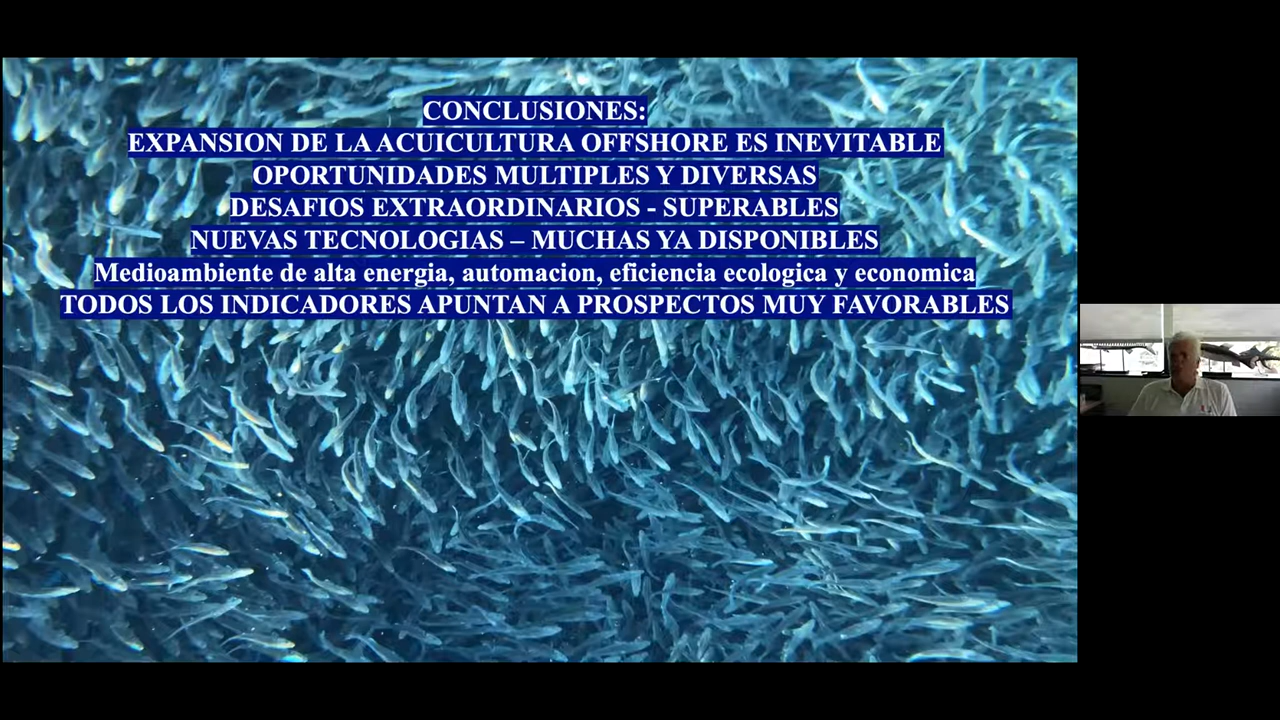 CONCLUSIONES:
EXPANSION DE LA ACUICULTURA OFFSHORE ES INEVITABLE
OPORTUNIDADES MULTIPLES Y DIVERSAS
DESAFIOS EXTRAORDINARIOS - SUPERABLES
NUEVAS TECNOLOGIAS – MUCHAS YA DISPONIBLES
Medioambiente de alta energia, automacion, eficiencia ecologica y economica
TODOS LOS INDICADORES APUNTAN A PROSPECTOS MUY FAVORABLES